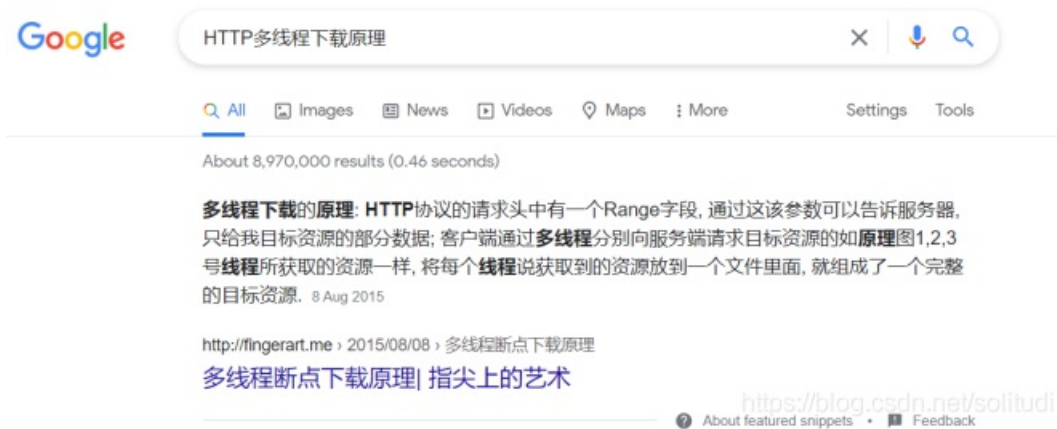 Google HTTP多线程下载原理
All Images News Videos Maps More Settings Tools
About 8,970,000 results (0.46 seconds)
多线程下载的原理: HTTP协议的请求头中有一个Range字段, 通过这该参数可以告诉服务器,
只给我目标资源的部分数据; 客户端通过多线程分别向服务端请求目标资源的如原理图1,2,3
号线程所获取的资源一样, 将每个线程说获取到的资源放到一个文件里面, 就组成了一个完整
的目标资源. 8 Aug 2015
http://fingerart.me › 2015/08/08 › 多线程断点下载原理
多线程断点下载原理| 指尖上的艺术
https://blog.csdn.net/solitudi
About featured snippets • Feedback